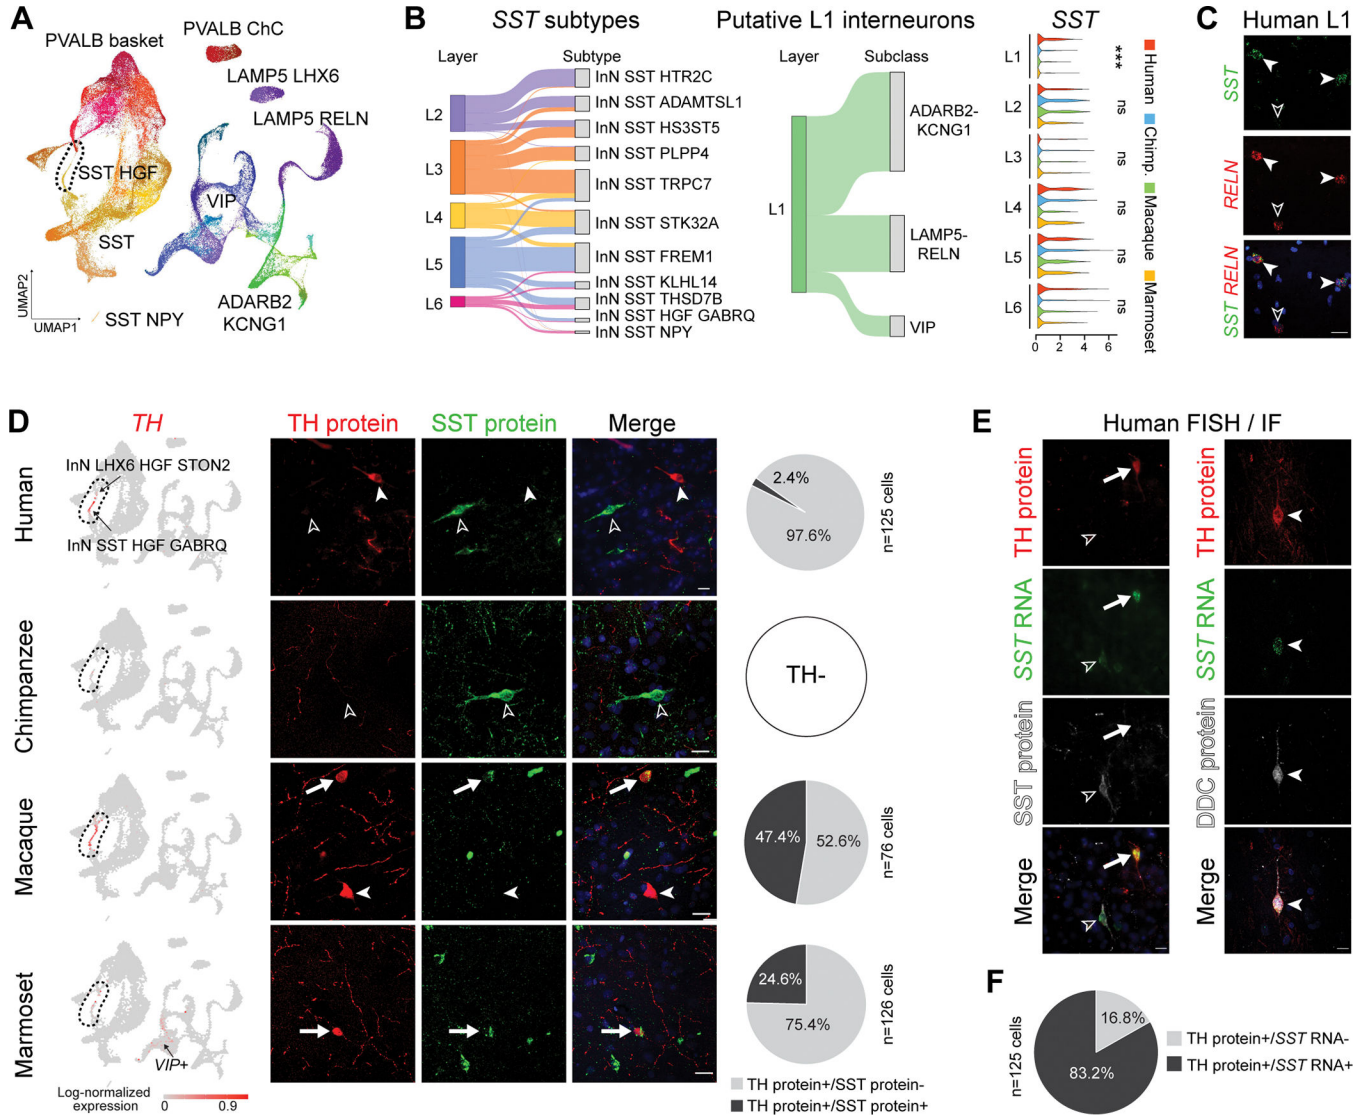 A
PVALB basket
PVALB ChC
LAMP5 LHX6
LAMP5 RELN
SST HGF
VIP
SST
ADARB2
KCNG1
SST NPY
UMAP2
UMAP1
B
SST subtypes
Layer
Subtype
L2
L3
L4
L5
L6
InN SST HTR2C
InN SST ADAMTSL1
InN SST HS3ST5
InN SST PLPP4
InN SST TRPC7
InN SST STK32A
InN SST FREM1
InN SST KLHL14
InN SST THSD7B
InN SST HGF GABRQ
InN SST NPY
Putative L1 interneurons
Layer
Subclass
L1
ADARB2-
KCNG1
LAMP5-
RELN
VIP
SST
L1
***
L2
ns
L3
ns
L4
ns
L5
ns
L6
ns
0 2 4 6
Human
Chimp.
Macaque
Marmoset
C
Human L1
SST
RELN
SST RELN
D
TH
TH protein
SST protein
Merge
Human
InN LHX6 HGF STON2
InN SST HGF GABRQ
2.4%
97.6%
n=125 cells
Chimpanzee
TH-
Macaque
47.4%
52.6%
n=76 cells
Marmoset
VIP+
24.6%
75.4%
n=126 cells
Log-normalized
expression
0
0.9
TH protein+/SST protein-
TH protein+/SST protein+
E
Human FISH / IF
TH protein
SST RNA
SST protein
Merge
TH protein
SST RNA
DDC protein
Merge
F
n=125 cells
16.8%
83.2%
TH protein+/SST RNA-
TH protein+/SST RNA+